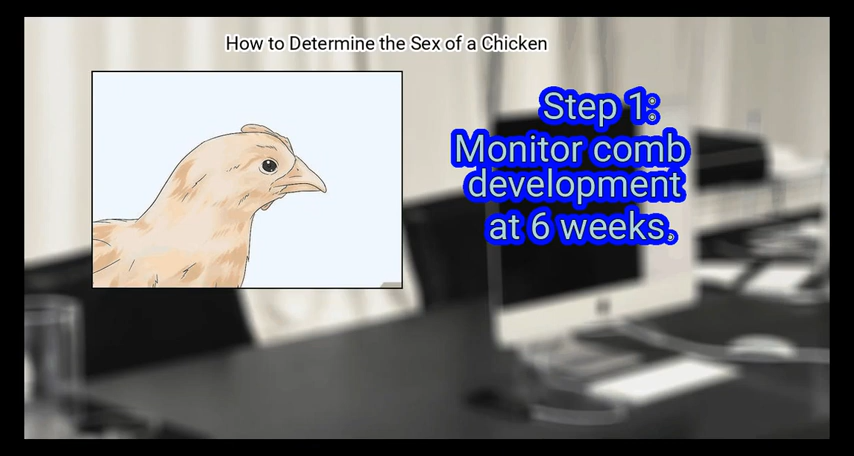 How to Determine the Sex of a Chicken
Step 1:
Monitor comb
development
at 6 weeks.